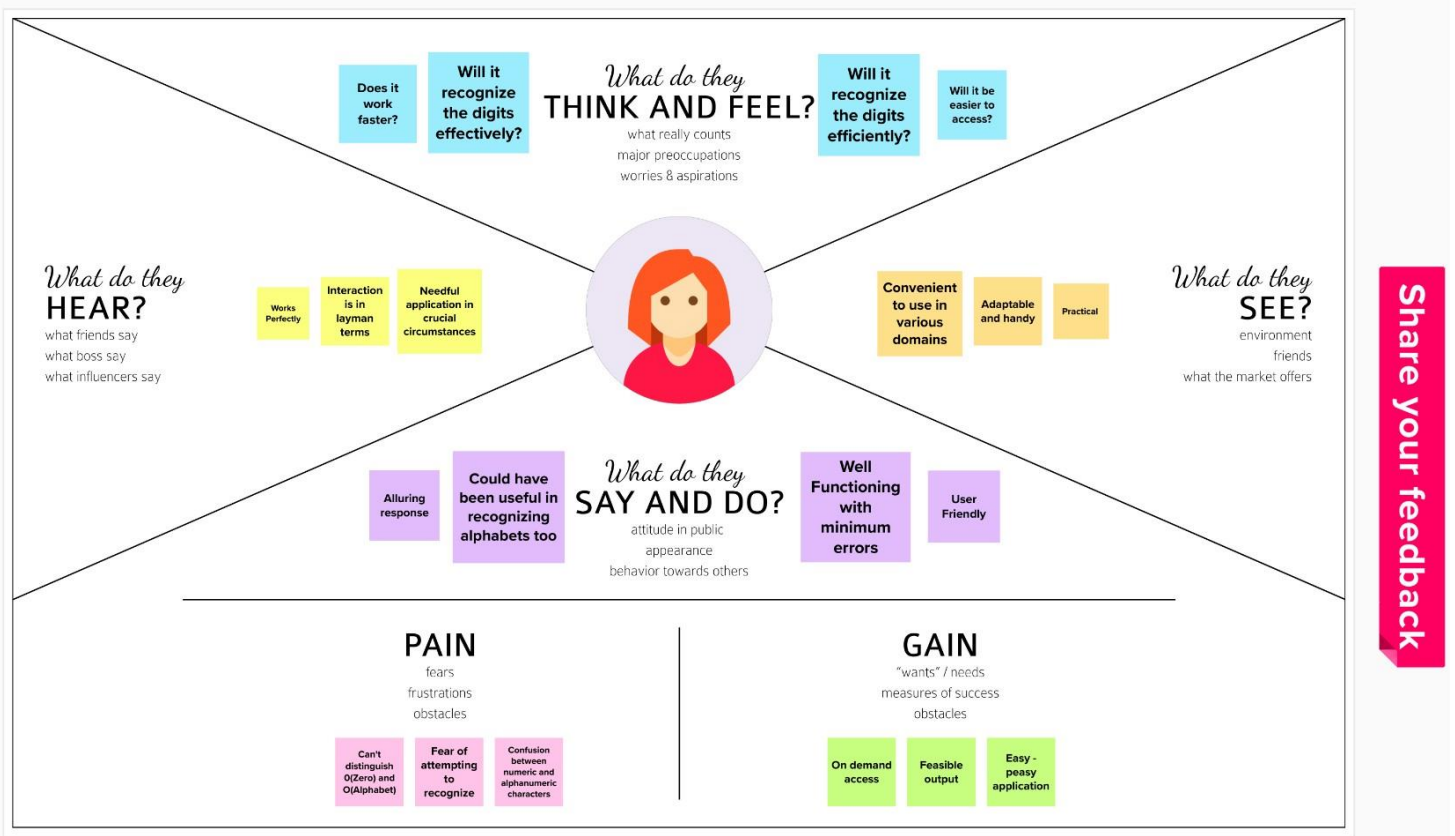 Does it
work
faster?
Will it
recognize
the digits
effectively?
What do they
THINK AND FEEL?
what really counts
major preoccupations
worries & aspirations
Will it
recognize
the digits
efficiently?
Will it be
easier to
access?
What do they
HEAR?
what friends say
what boss say
what influencers say
Works
Perfectly
Interaction
is in
layman
terms
Needful
application in
crucial
circumstances
Convenient
to use in
various
domains
Adaptable
and handy
Practical
What do they
SEE?
environment
friends
what the market offers
Alluring
response
Could have
been useful in
recognizing
alphabets too
What do they
SAY AND DO?
attitude in public
appearance
behavior towards others
Well
Functioning
with
minimum
errors
User
Friendly
PAIN
fears
frustrations
obstacles
Can't
distinguish
0(Zero) and
O(Alphabet)
Fear of
attempting
to
recognize
Confusion
between
numeric and
alphanumeric
characters
GAIN
"wants" / needs
measures of success
obstacles
On demand
access
Feasible
output
Easy -
peasy
application
Share your feedback